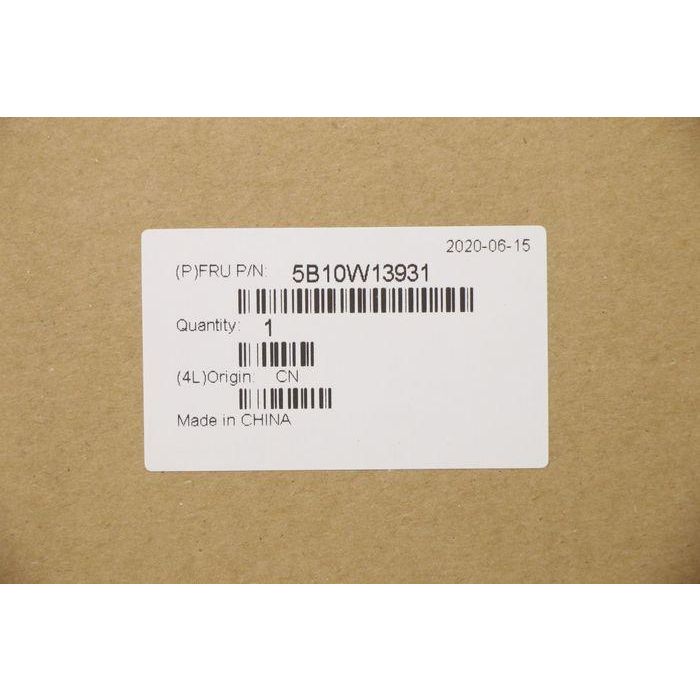 2020-06-15
(P)FRU P/N: 5B10W13931
Quantity: 1
(4L)Origin: CN
Made in CHINA